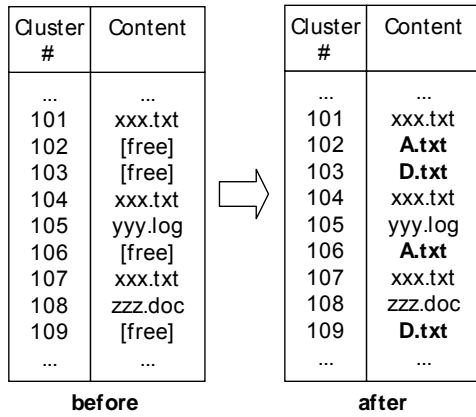 Cluster # Content
... ...
101 xxx.txt
102 [free]
103 [free]
104 xxx.txt
105 yyy.log
106 [free]
107 xxx.txt
108 zzz.doc
109 [free]
... ...
before
Cluster # Content
... ...
101 xxx.txt
102 A.txt
103 D.txt
104 xxx.txt
105 yyy.log
106 A.txt
107 xxx.txt
108 zzz.doc
109 D.txt
... ...
after